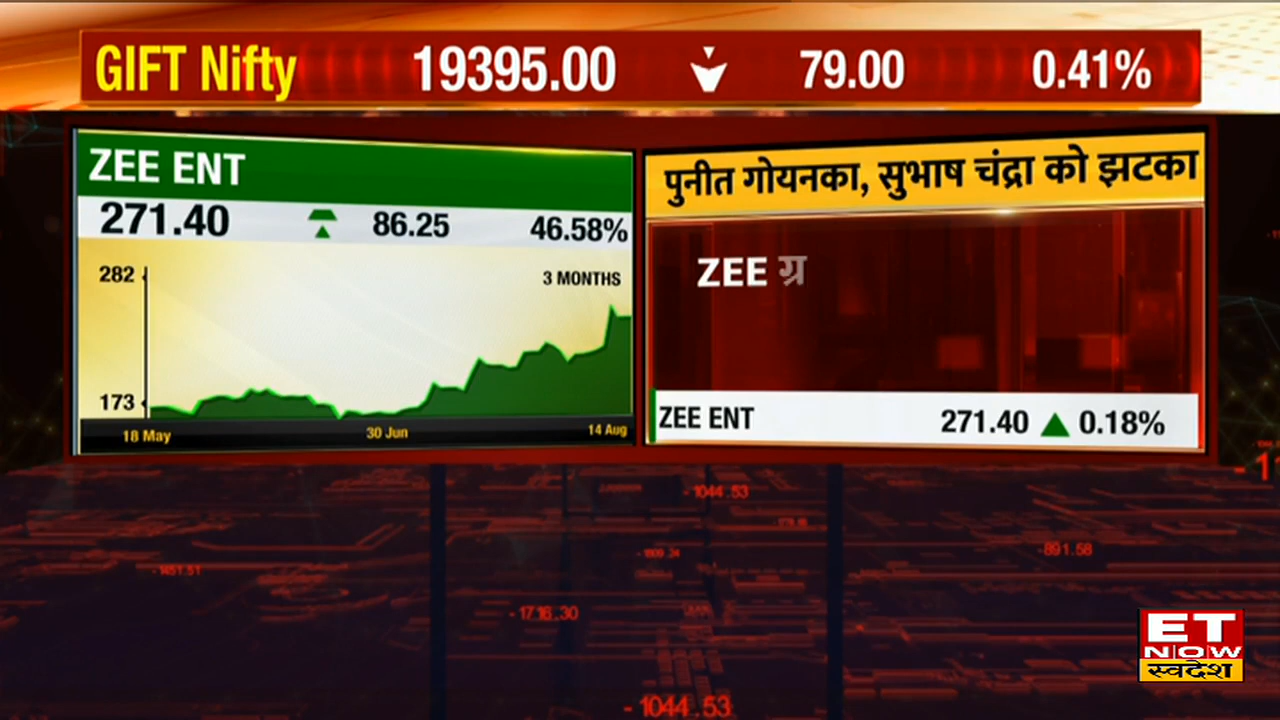 GIFT Nifty 19395.00 79.00 0.41%
ZEE ENT
271.40 86.25 46.58%
282
3 MONTHS
173
18 May 30 Jun 14 Aug
पुनीत गोयनका, सुभाष चंद्रा को झटका
ZEE ग्र
ZEE ENT 271.40 0.18%
- 1044.53
-891.58
- 1716.30
- 1044.53
ET
NOW
स्वदेश